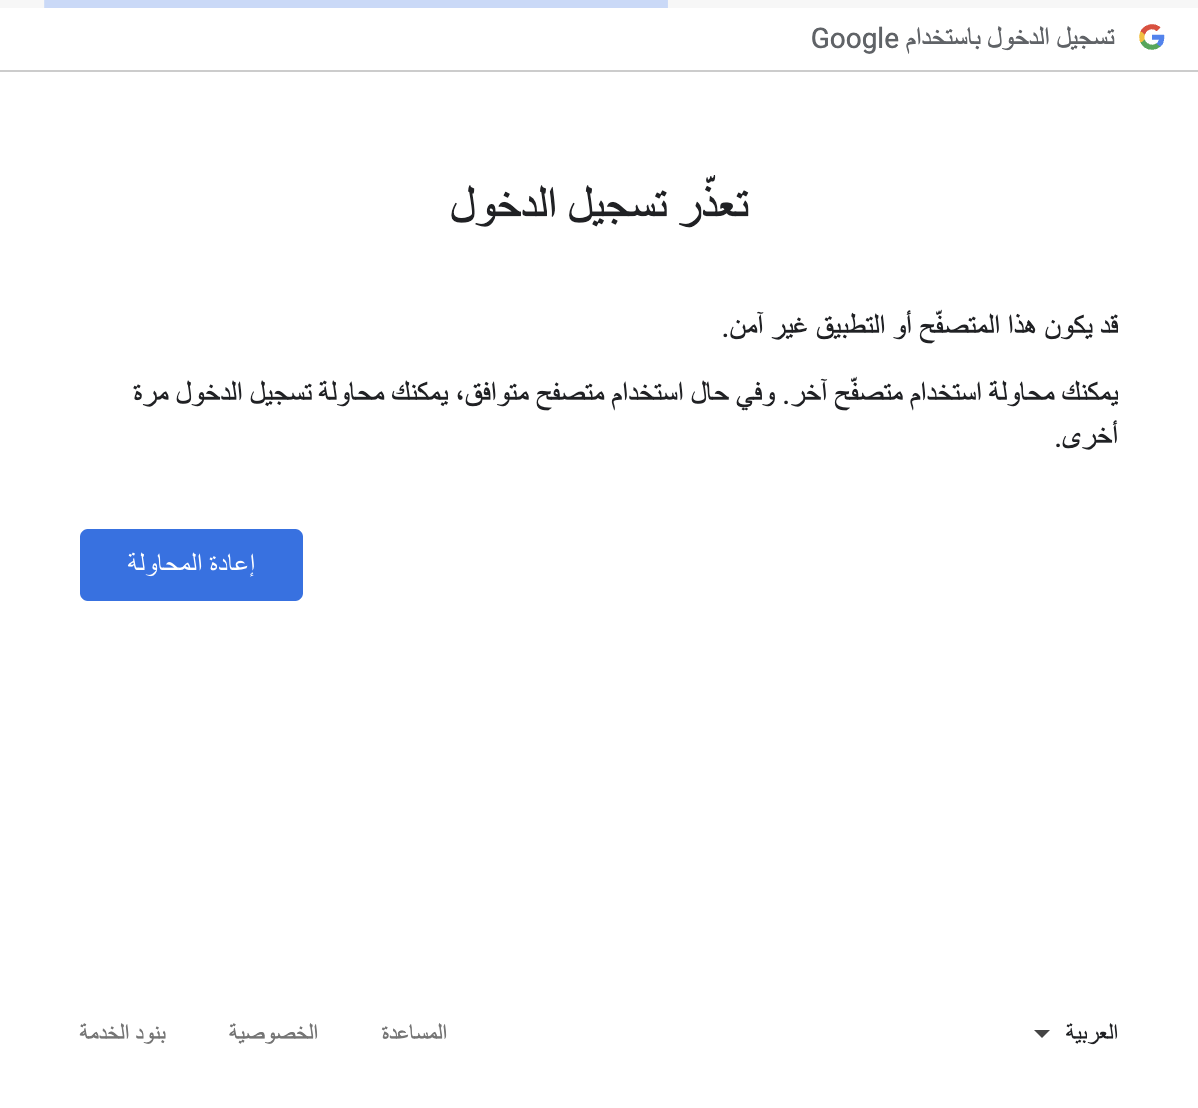 تسجيل الدخول باستخدام Google
تعذّر تسجيل الدخول
قد يكون هذا المتصفّح أو التطبيق غير آمن.
يمكنك محاولة استخدام متصفّح آخر. وفي حال استخدام متصفح متوافق، يمكنك محاولة تسجيل الدخول مرة
أخرى.
إعادة المحاولة
العربية
المساعدة
الخصوصية
بنود الخدمة